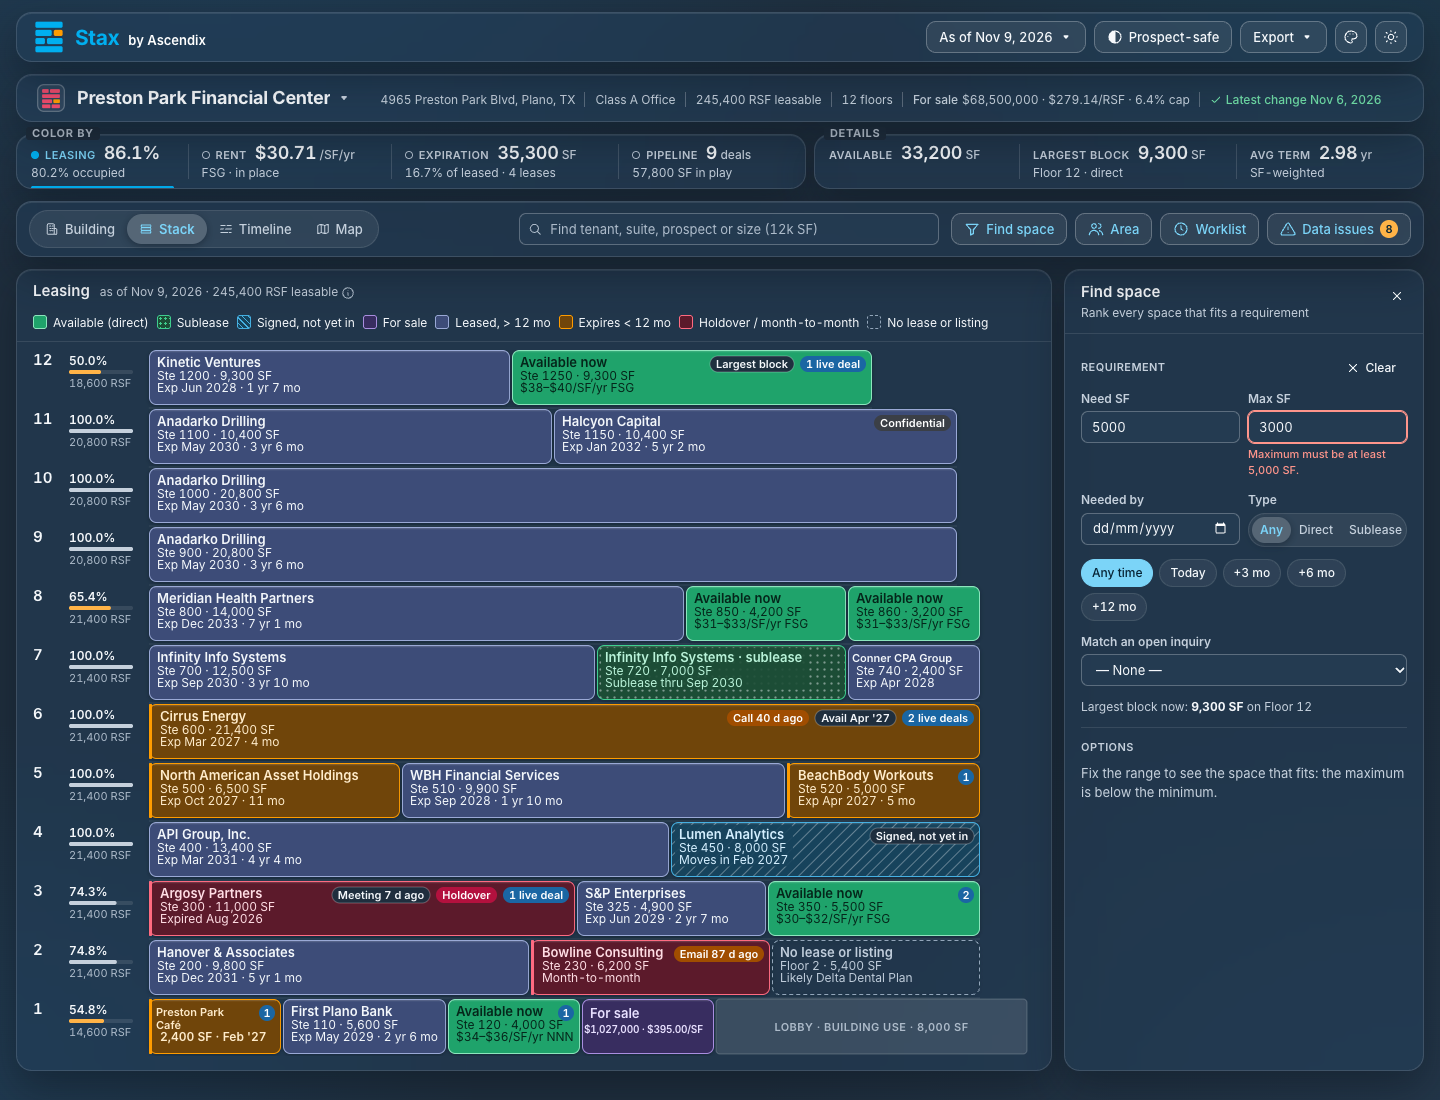 Stax by Ascendix
As of Nov 9, 2026
Prospect-safe
Export
Preston Park Financial Center
4965 Preston Park Blvd, Plano, TX
Class A Office
245,400 RSF leasable
12 floors
For sale $68,500,000 · $279.14/RSF · 6.4% cap
✓ Latest change Nov 6, 2026
COLOR BY
LEASING 86.1%
80.2% occupied
RENT $30.71 /SF/yr
FSG · in place
EXPIRATION 35,300 SF
16.7% of leased · 4 leases
PIPELINE 9 deals
57,800 SF in play
DETAILS
AVAILABLE 33,200 SF
LARGEST BLOCK 9,300 SF
Floor 12 · direct
AVG TERM 2.98 yr
SF-weighted
Building
Stack
Timeline
Map
Find tenant, suite, prospect or size (12k SF)
Find space
Area
Worklist
Data issues 8
Leasing as of Nov 9, 2026 · 245,400 RSF leasable
Available (direct)
Sublease
Signed, not yet in
For sale
Leased, > 12 mo
Expires < 12 mo
Holdover / month-to-month
No lease or listing
12 50.0%
18,600 RSF
Kinetic Ventures
Ste 1200 · 9,300 SF
Exp Jun 2028 · 1 yr 7 mo
Available now
Ste 1250 · 9,300 SF
$38–$40/SF/yr FSG
Largest block
1 live deal
11 100.0%
20,800 RSF
Anadarko Drilling
Ste 1100 · 10,400 SF
Exp May 2030 · 3 yr 6 mo
Halcyon Capital
Ste 1150 · 10,400 SF
Exp Jan 2032 · 5 yr 2 mo
Confidential
10 100.0%
20,800 RSF
Anadarko Drilling
Ste 1000 · 20,800 SF
Exp May 2030 · 3 yr 6 mo
9 100.0%
20,800 RSF
Anadarko Drilling
Ste 900 · 20,800 SF
Exp May 2030 · 3 yr 6 mo
8 65.4%
21,400 RSF
Meridian Health Partners
Ste 800 · 14,000 SF
Exp Dec 2033 · 7 yr 1 mo
Available now
Ste 850 · 4,200 SF
$31–$33/SF/yr FSG
Available now
Ste 860 · 3,200 SF
$31–$33/SF/yr FSG
7 100.0%
21,400 RSF
Infinity Info Systems
Ste 700 · 12,500 SF
Exp Sep 2030 · 3 yr 10 mo
Infinity Info Systems · sublease
Ste 720 · 7,000 SF
Sublease thru Sep 2030
Conner CPA Group
Ste 740 · 2,400 SF
Exp Apr 2028
6 100.0%
21,400 RSF
Cirrus Energy
Ste 600 · 21,400 SF
Exp Mar 2027 · 4 mo
Call 40 d ago
Avail Apr '27
2 live deals
5 100.0%
21,400 RSF
North American Asset Holdings
Ste 500 · 6,500 SF
Exp Oct 2027 · 11 mo
WBH Financial Services
Ste 510 · 9,900 SF
Exp Sep 2028 · 1 yr 10 mo
BeachBody Workouts 1
Ste 520 · 5,000 SF
Exp Apr 2027 · 5 mo
4 100.0%
21,400 RSF
API Group, Inc.
Ste 400 · 13,400 SF
Exp Mar 2031 · 4 yr 4 mo
Lumen Analytics
Ste 450 · 8,000 SF
Moves in Feb 2027
Signed, not yet in
3 74.3%
21,400 RSF
Argosy Partners
Ste 300 · 11,000 SF
Expired Aug 2026
Meeting 7 d ago
Holdover
1 live deal
S&P Enterprises
Ste 325 · 4,900 SF
Exp Jun 2029 · 2 yr 7 mo
Available now 2
Ste 350 · 5,500 SF
$30–$32/SF/yr FSG
2 74.8%
21,400 RSF
Hanover & Associates
Ste 200 · 9,800 SF
Exp Dec 2031 · 5 yr 1 mo
Bowline Consulting
Ste 230 · 6,200 SF
Month-to-month
Email 87 d ago
No lease or listing
Floor 2 · 5,400 SF
Likely Delta Dental Plan
1 54.8%
14,600 RSF
Preston Park
Café
2,400 SF · Feb '27
1
First Plano Bank
Ste 110 · 5,600 SF
Exp May 2029 · 2 yr 6 mo
Available now 1
Ste 120 · 4,000 SF
$34–$36/SF/yr NNN
For sale
$1,027,000 · $395.00/SF
LOBBY · BUILDING USE · 8,000 SF
Find space
Rank every space that fits a requirement
REQUIREMENT
Clear
Need SF
Max SF
5000
3000
Maximum must be at least
5,000 SF.
Needed by
Type
dd/mm/yyyy
Any Direct Sublease
Any time
Today
+3 mo
+6 mo
+12 mo
Match an open inquiry
— None —
Largest block now: 9,300 SF on Floor 12
OPTIONS
Fix the range to see the space that fits: the maximum
is below the minimum.